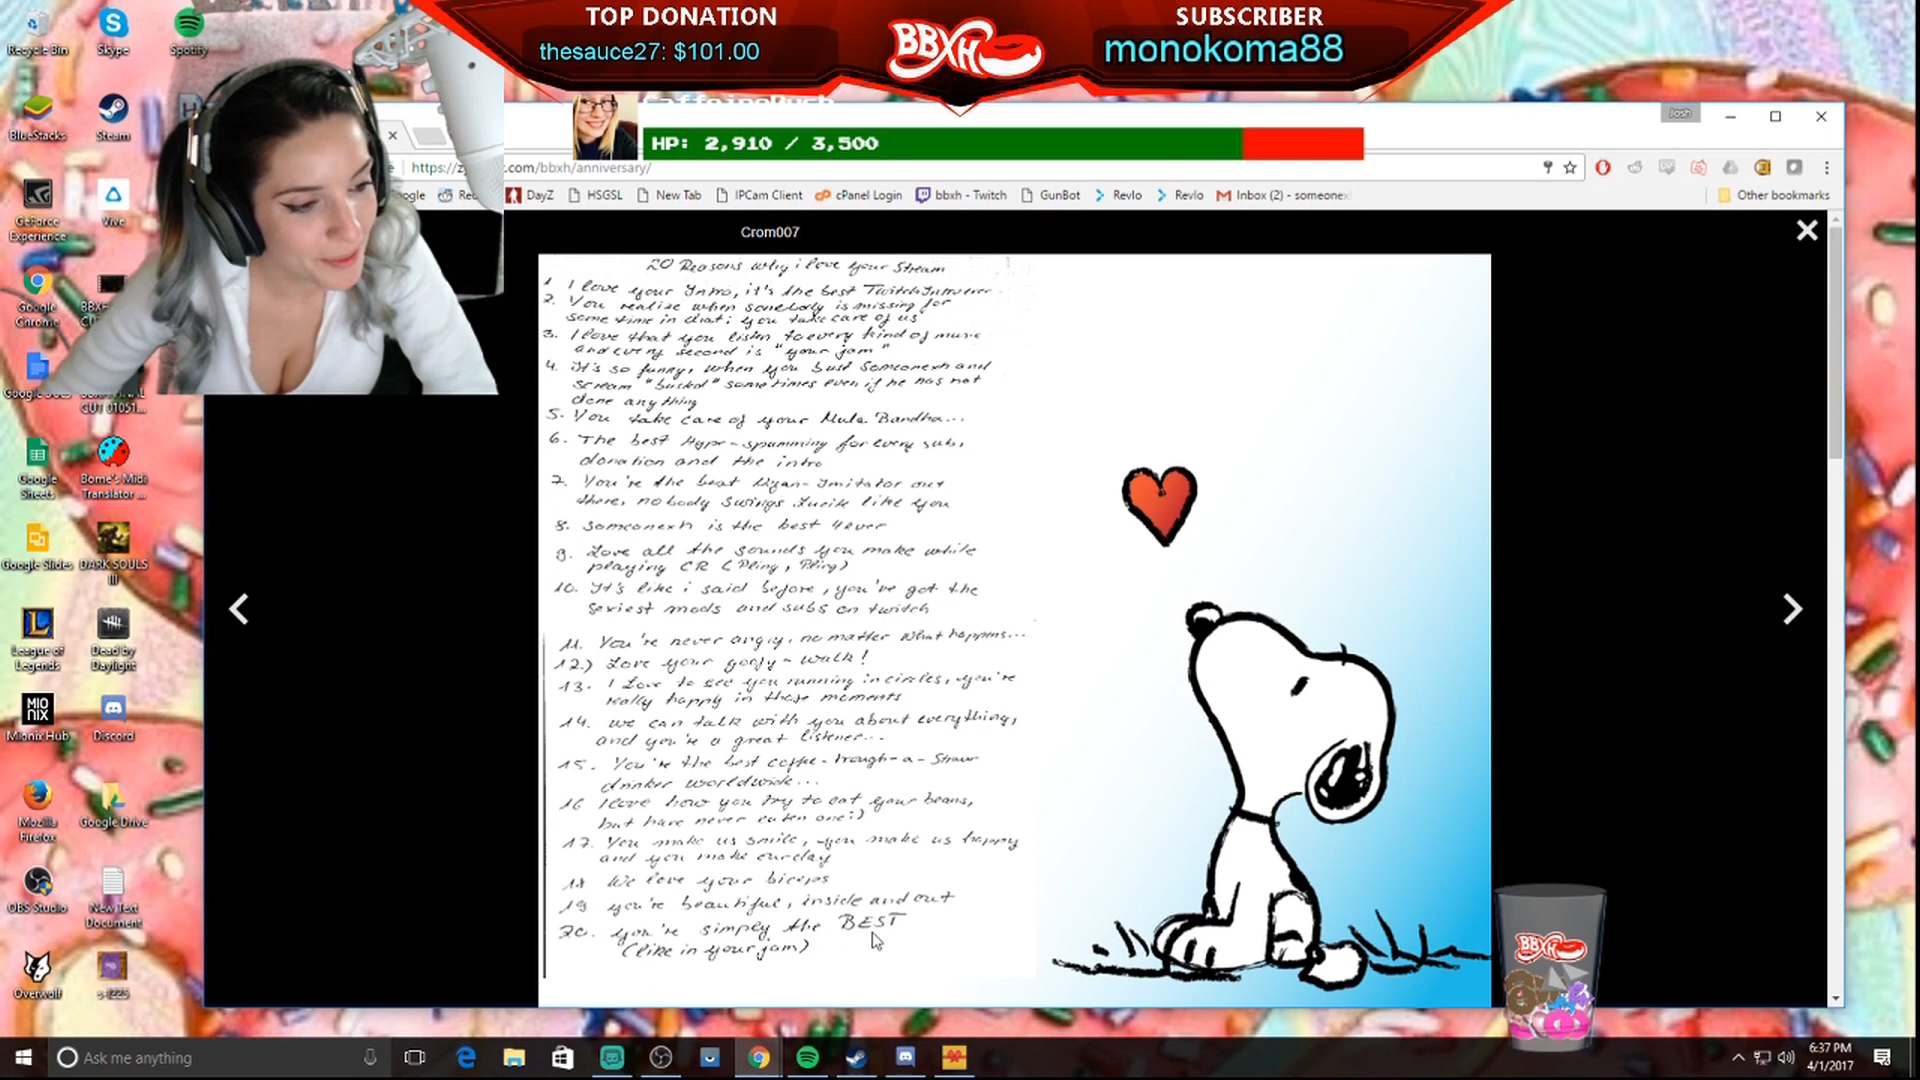 TOP DONATION
thesauce27: $101.00
BBXH
SUBSCRIBER
monokoma88
HP: 2,910 / 3,500
Josh
.com/bbxh/anniversary/
DayZ
HSGSL
New Tab
IPCam Client
cPanel Login
bbxh - Twitch
GunBot
Revlo
Revlo
Inbox (2) - someonex
Other bookmarks
Crom007
20 Reasons why i love your Stream
1. I love your Intro, it's the best Twitch
2. You realize when somebody is missing for
some time in chat; you take care of us
3. I love that you listen to every kind of music
and every second is "your jam"
4. It's so funny, when you bust Someonexh and
scream "busted" sometimes even if he has not
done anything
5. You take care of your Mula Bandha...
6. The best Hype-spamming for every sub,
donation and the intro
7. You're the best Imitator out
there, nobody swings like you
8. Someonexh is the best 4ever
9. Love all the sounds you make while
playing CR (Pling, Pling)
10. It's like i said before, you've got the
sexiest mods and subs on twitch
11. You're never angry, no matter what happens...
12.) Love your goofy-walk!
13. I Love to see you running in circles, you're
really happy in those moments
14. we can talk with you about everything,
and you're a great listener...
15. You're the best coffee-trough-a-Straw
drinker worldwide...
16 I love how you try to eat your beans,
but have never eaten one:)
17. You make us smile, you make us happy
and you make our day
18 We love your biceps
19 you're beautiful, inside and out
20. you're simply the BEST
(like in your jam)
Recycle Bin
Skype
Spotify
BlueStacks
Steam
GeForce
Experience
Vive
Google
Chrome
CUT 01051...
Google
Sheets
Bome's Midi
Translator ...
Google Slides
DARK SOULS
III
League of
Legends
Dead by
Daylight
MIO
NIX
Mionix Hub
Discord
Mozilla
Firefox
Google Drive
OBS Studio
New Text
Document
Overwolf
s-l225
BBXH
Ask me anything
6:37 PM
4/1/2017